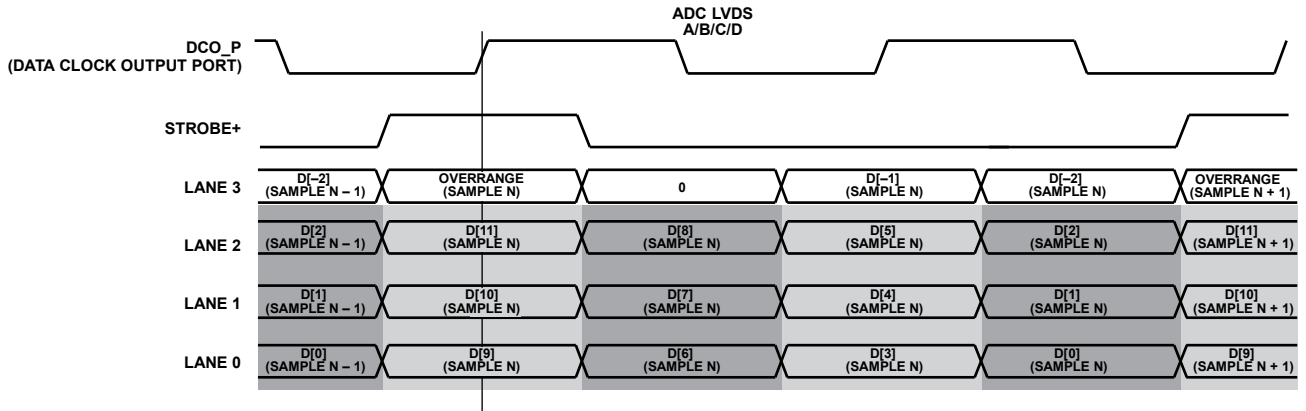 ADC LVDS
A/B/C/D
DCO_P
(DATA CLOCK OUTPUT PORT)
STROBE+
LANE 3
D[–2]
(SAMPLE N – 1)
OVERRANGE
(SAMPLE N)
0
D[–1]
(SAMPLE N)
D[–2]
(SAMPLE N)
OVERRANGE
(SAMPLE N + 1)
LANE 2
D[2]
(SAMPLE N – 1)
D[11]
(SAMPLE N)
D[8]
(SAMPLE N)
D[5]
(SAMPLE N)
D[2]
(SAMPLE N)
D[11]
(SAMPLE N + 1)
LANE 1
D[1]
(SAMPLE N – 1)
D[10]
(SAMPLE N)
D[7]
(SAMPLE N)
D[4]
(SAMPLE N)
D[1]
(SAMPLE N)
D[10]
(SAMPLE N + 1)
LANE 0
D[0]
(SAMPLE N – 1)
D[9]
(SAMPLE N)
D[6]
(SAMPLE N)
D[3]
(SAMPLE N)
D[0]
(SAMPLE N)
D[9]
(SAMPLE N + 1)